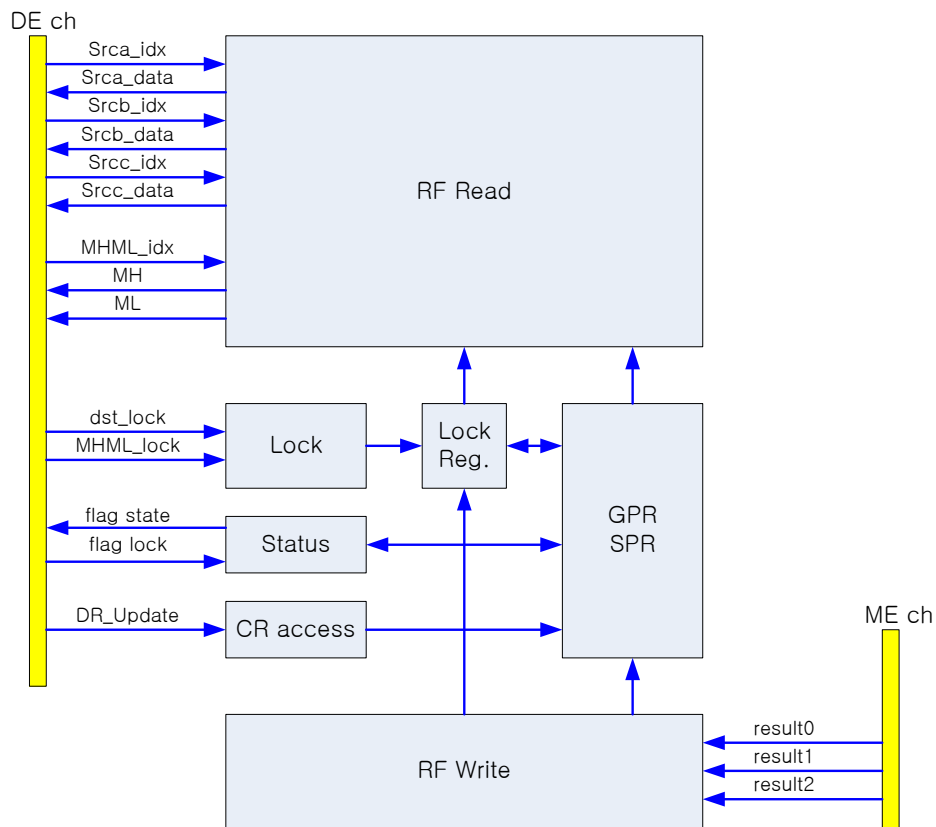 DE ch
Srca_idx
Srca_data
Srcb_idx
Srcb_data
Srcc_idx
Srcc_data
RF Read
MHML_idx
MH
ML
dst_lock
MHML_lock
Lock
Lock
Reg.
GPR
SPR
flag state
flag lock
Status
DR_Update
CR access
ME ch
RF Write
result0
result1
result2